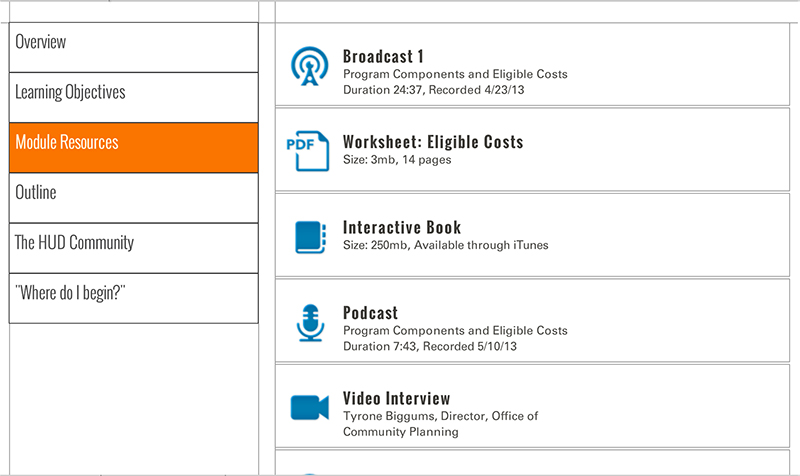 Overview
Learning Objectives
Module Resources
Outline
The HUD Community
"Where do I begin?"
Broadcast 1
Program Components and Eligible Costs
Duration 24:37, Recorded 4/23/13
PDF
Worksheet: Eligible Costs
Size: 3mb, 14 pages
Interactive Book
Size: 250mb, Available through iTunes
Podcast
Program Components and Eligible Costs
Duration 7:43, Recorded 5/10/13
Video Interview
Tyrone Biggums, Director, Office of
Community Planning